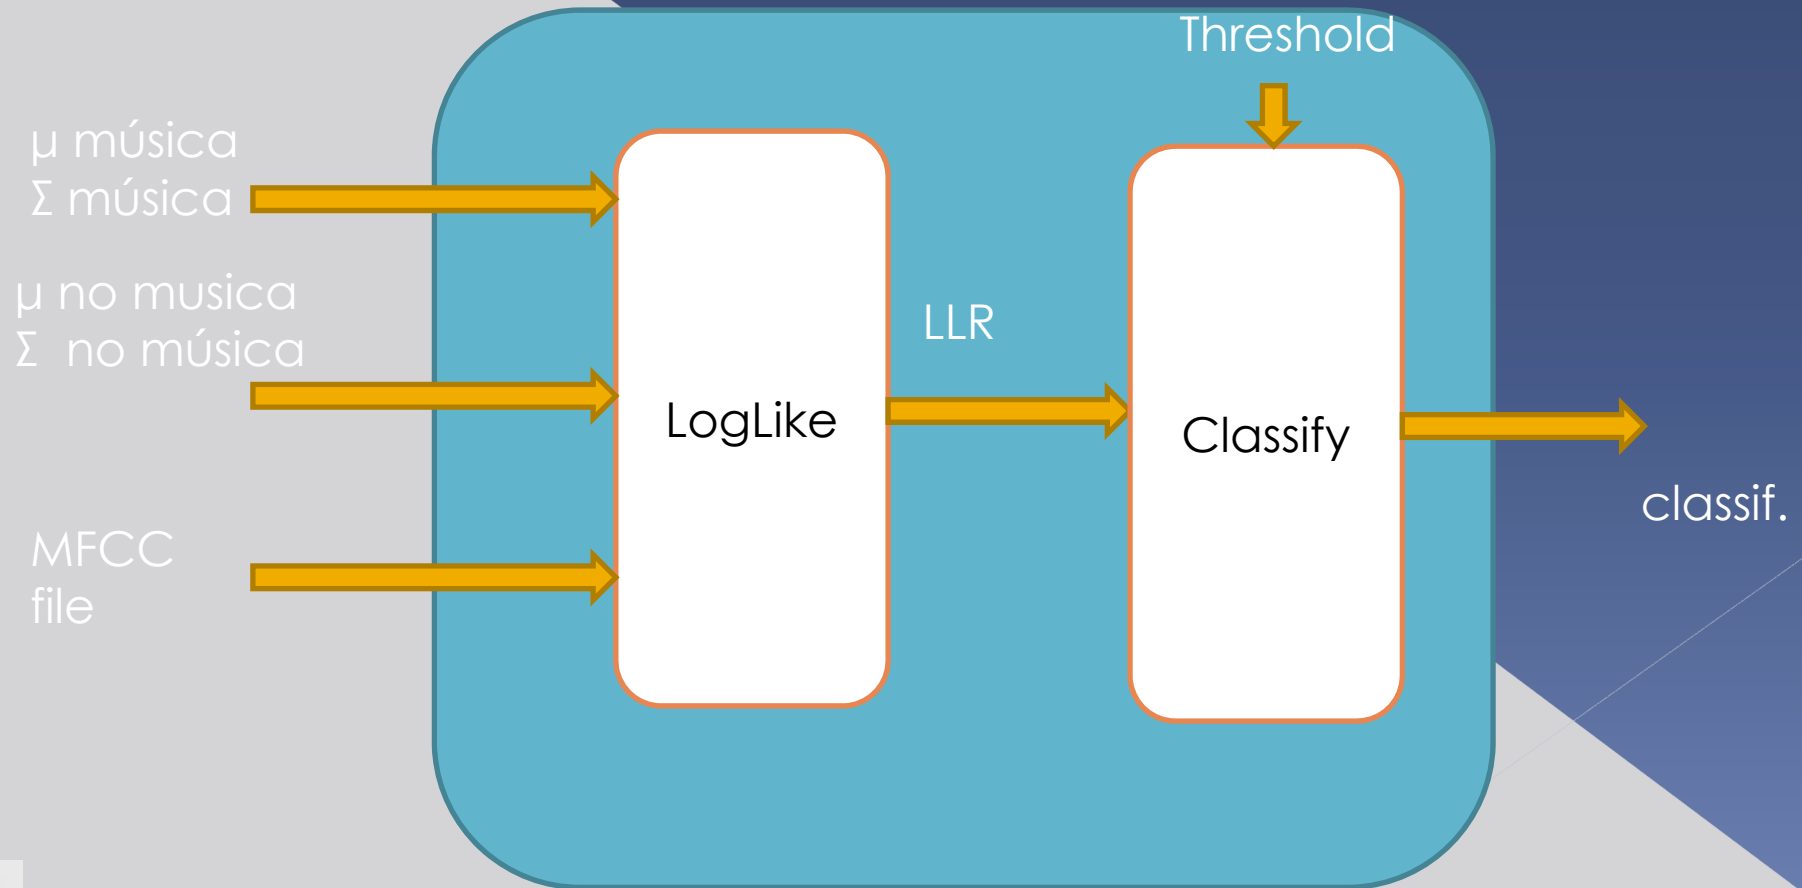 Threshold
μ música
Σ música
μ no musica
Σ no música
LLR
LogLike
Classify
classif.
MFCC
file